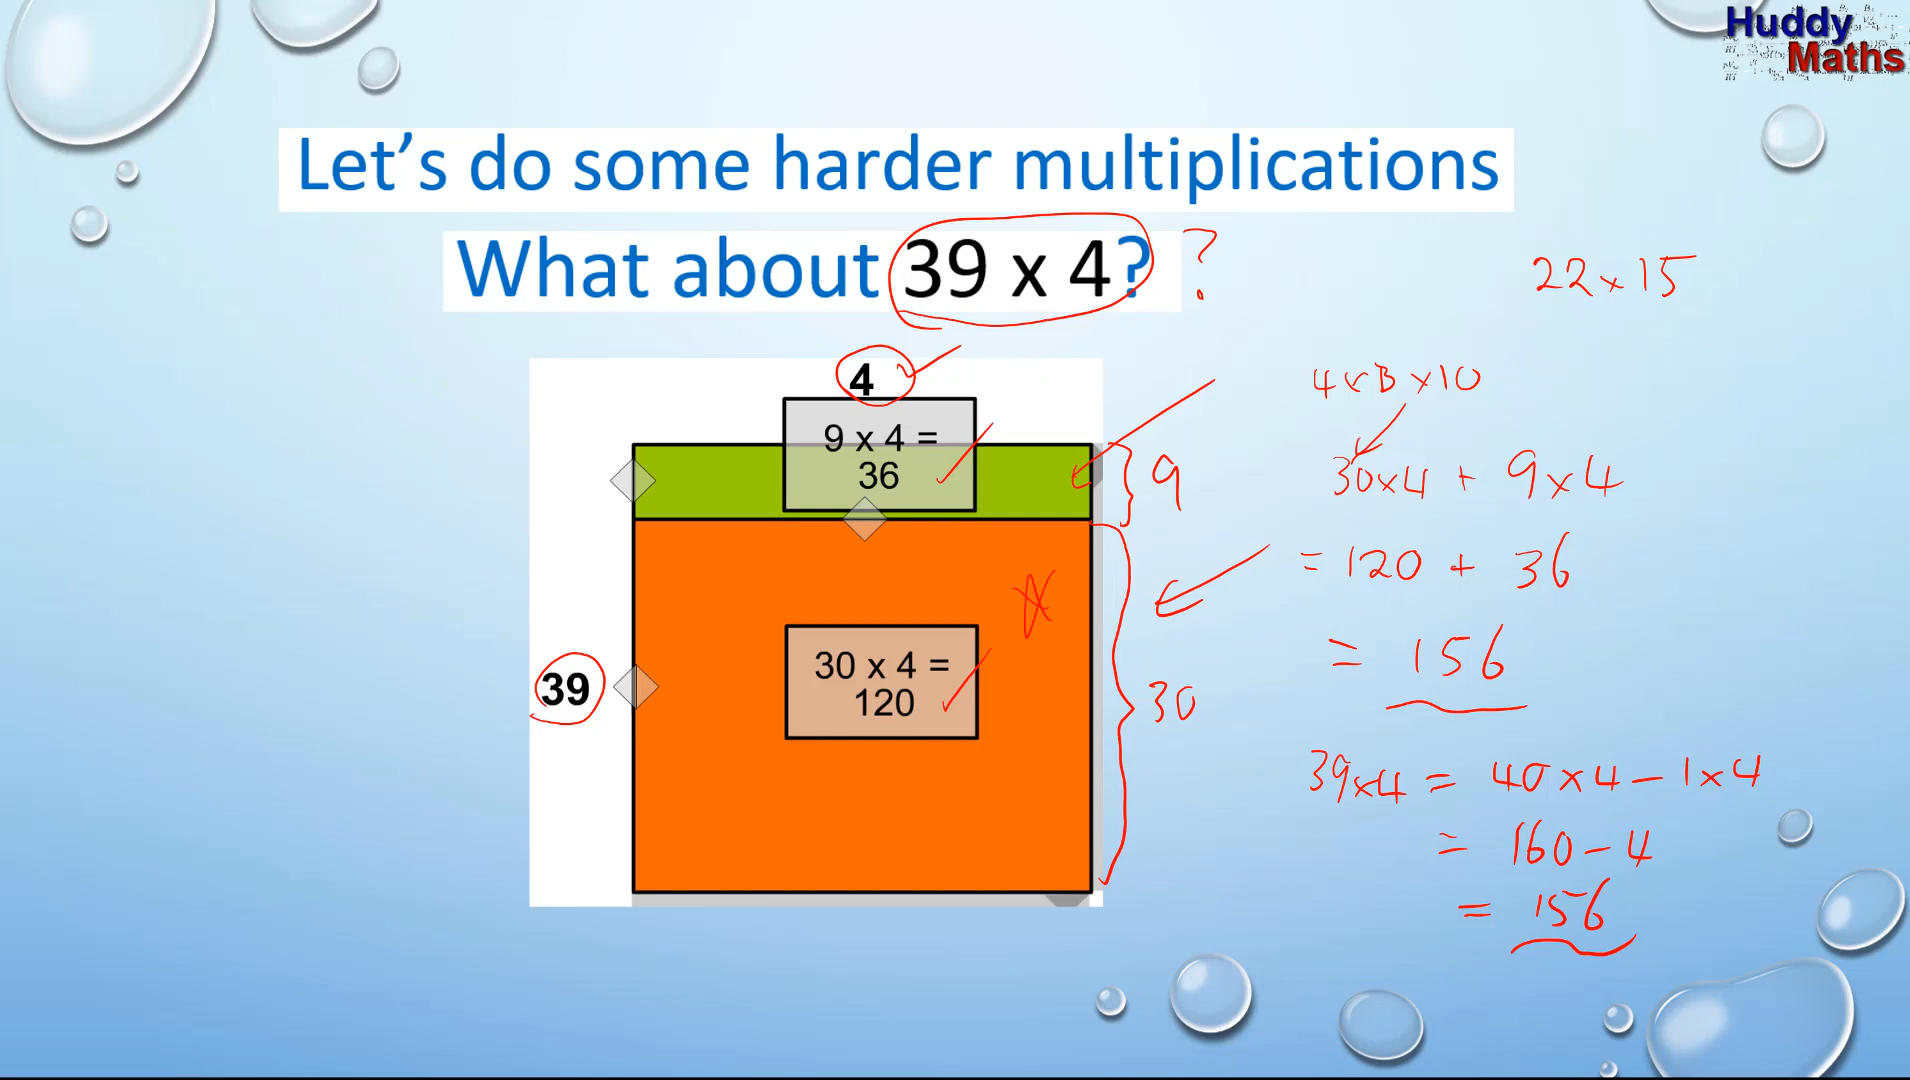 Huddy
Maths
Let's do some harder multiplications
What about 39 x 4? ?
22 x 15
4
9 x 4 =
36
9
39
30 x 4 =
120
30
4 x 3 x 10
30 x 4 + 9 x 4
= 120 + 36
= 156
39 x 4 = 40 x 4 - 1 x 4
= 160 - 4
= 156